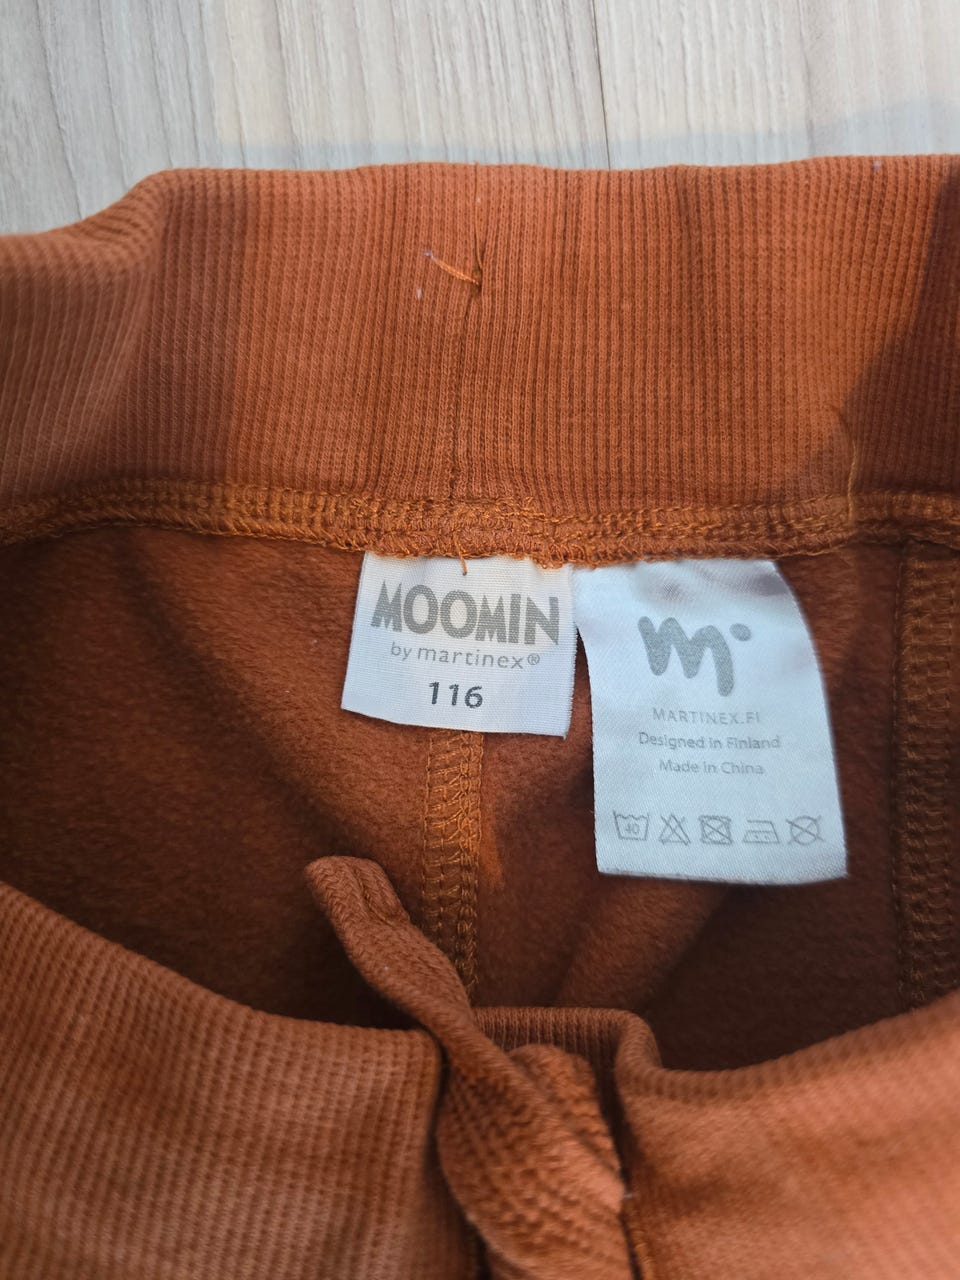 MOOMIN
by martinex®
116
m
MARTINEX.FI
Designed in Finland
Made in China
40